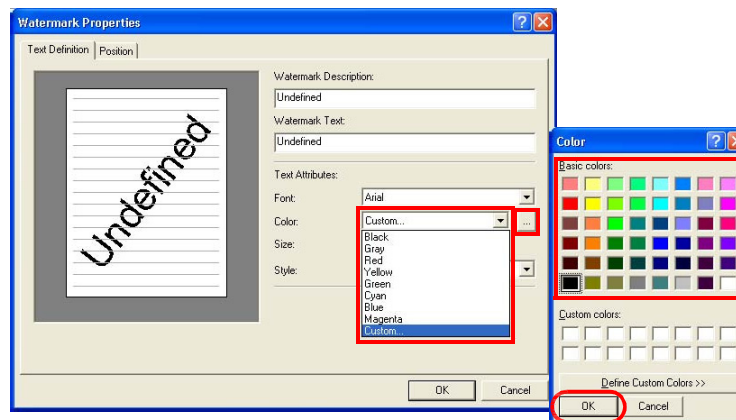 Watermark Properties
Text Definition
Position
Undefined
Watermark Description:
Undefined
Watermark Text:
Undefined
Text Attributes:
Font:
Arial
Color:
Custom...
...
Black
Gray
Red
Yellow
Green
Cyan
Blue
Magenta
Custom...
Size:
Style:
OK
Cancel
Color
Basic colors:
Custom colors:
Define Custom Colors >>
OK
Cancel